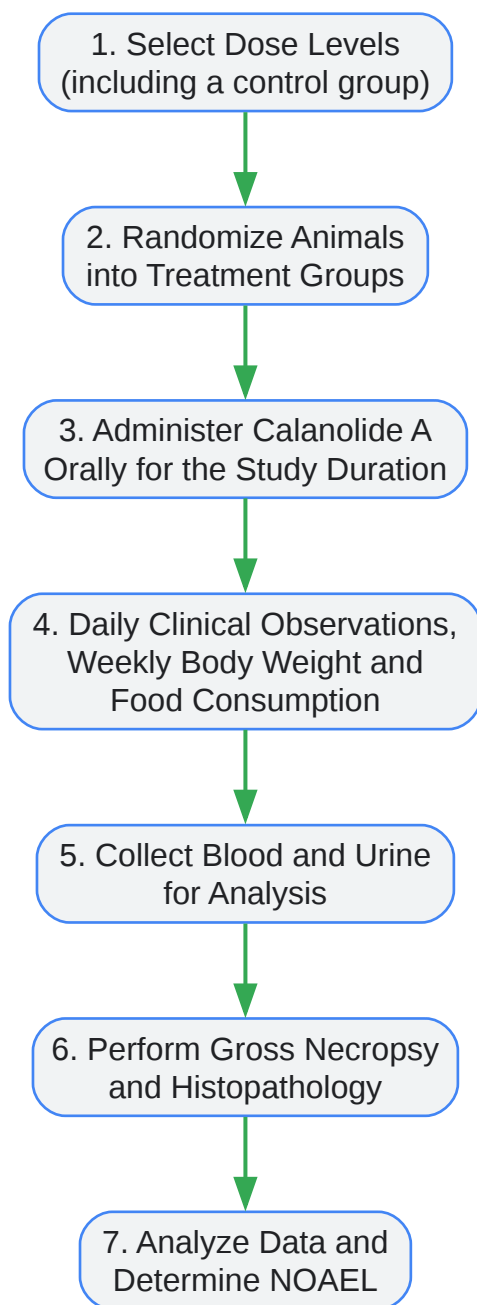 1. Select Dose Levels
(including a control group)
2. Randomize Animals
into Treatment Groups
3. Administer Calanolide A
Orally for the Study Duration
4. Daily Clinical Observations,
Weekly Body Weight and
Food Consumption
5. Collect Blood and Urine
for Analysis
6. Perform Gross Necropsy
and Histopathology
7. Analyze Data and
Determine NOAEL